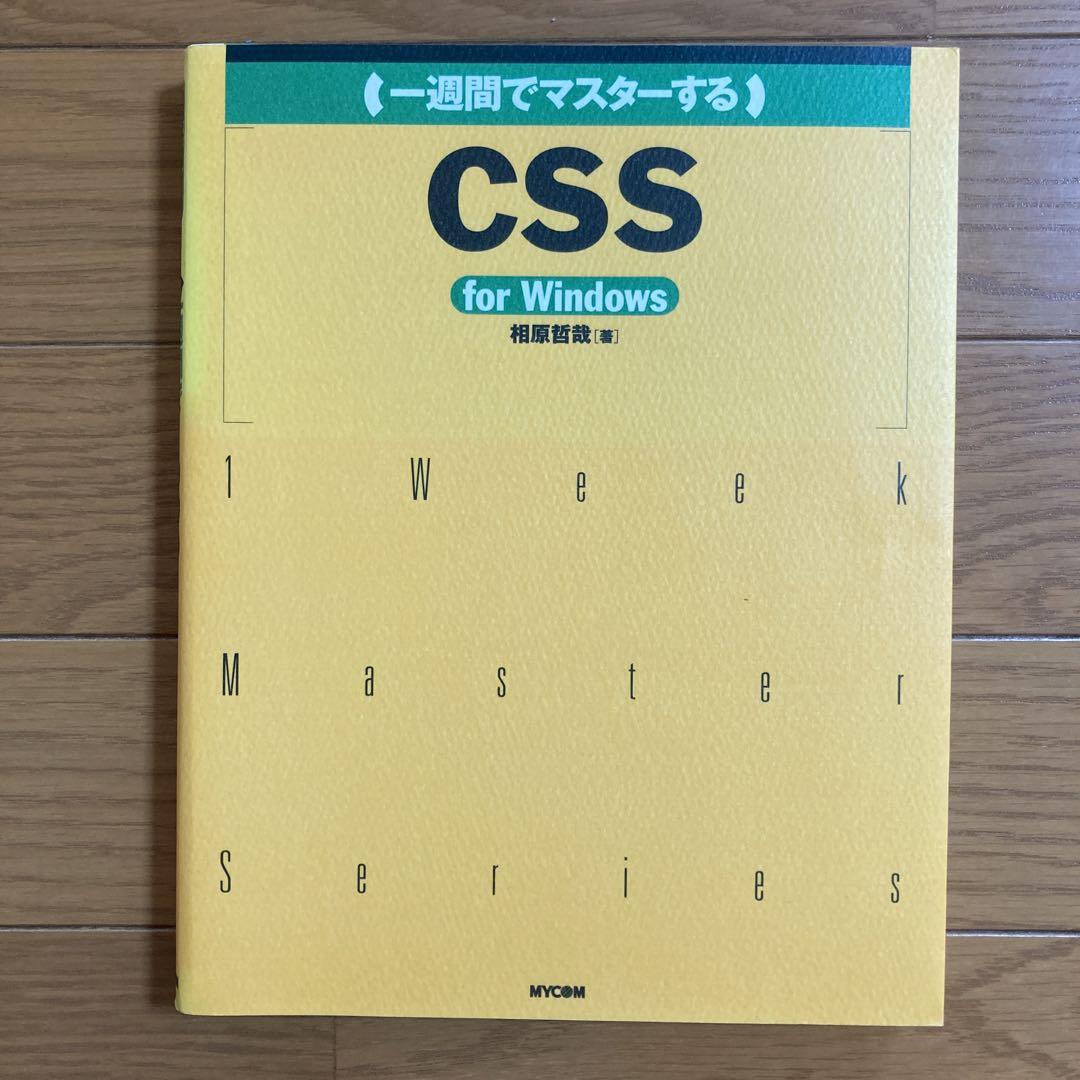 (一週間でマスターする)
CSS
for Windows
相原哲哉[著]
1 Week
Master
Series
MYCOM